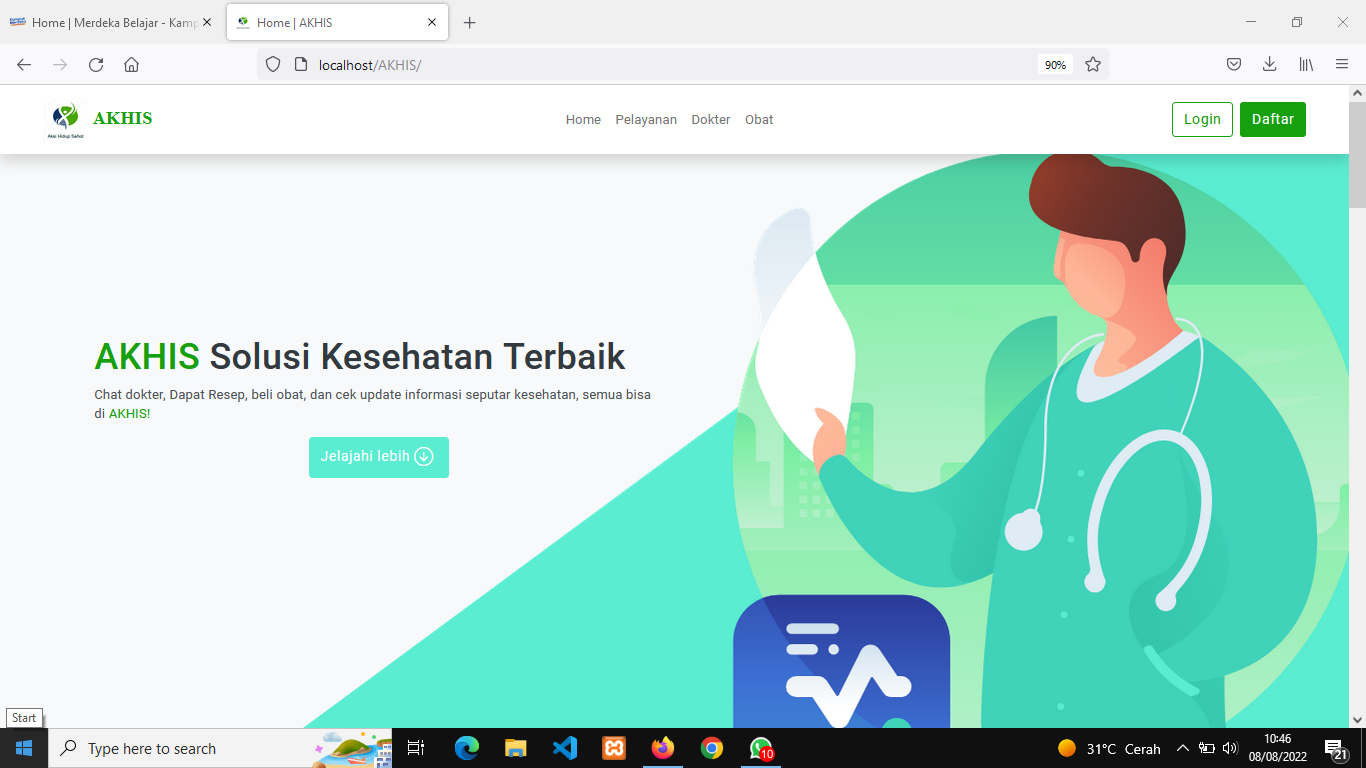 Home | Merdeka Belajar - Kamp
Home | AKHIS
localhost/AKHIS/
90%
Aksi Hidup Sehat
AKHIS
Home
Pelayanan
Dokter
Obat
Login
Daftar
AKHIS Solusi Kesehatan Terbaik
Chat dokter, Dapat Resep, beli obat, dan cek update informasi seputar kesehatan, semua bisa
di AKHIS!
Jelajahi lebih
Start
Type here to search
10
31°C Cerah
10:46
08/08/2022
21